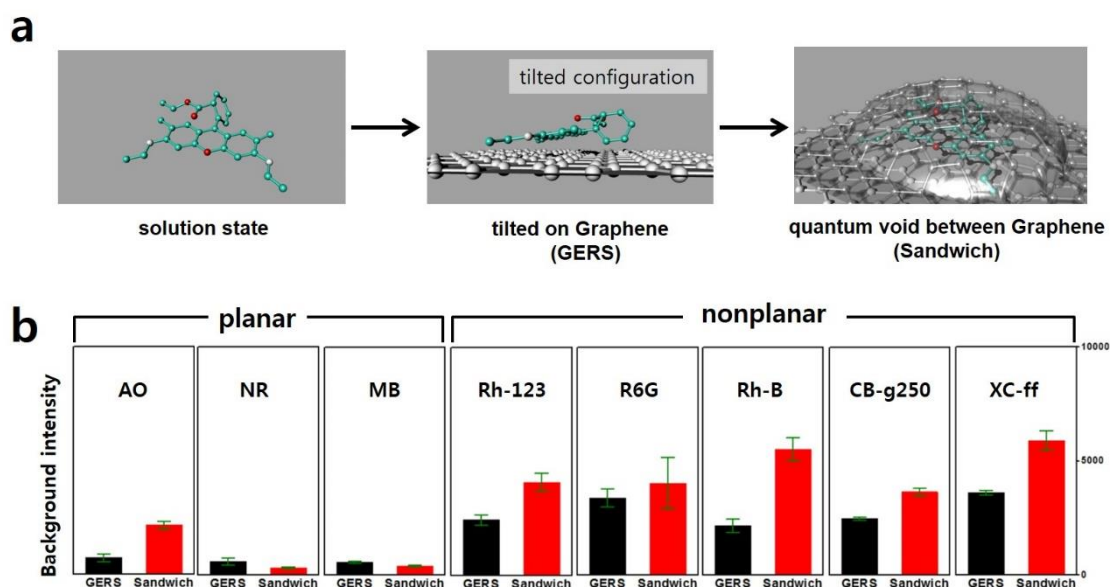 a
tilted configuration
solution state
tilted on Graphene
(GERS)
quantum void between Graphene
(Sandwich)
b
planar
nonplanar
Background intensity
AO
NR
MB
Rh-123
R6G
Rh-B
CB-g250
XC-ff
10000
5000
0
GERS Sandwich GERS Sandwich GERS Sandwich GERS Sandwich GERS Sandwich GERS Sandwich GERS Sandwich GERS Sandwich